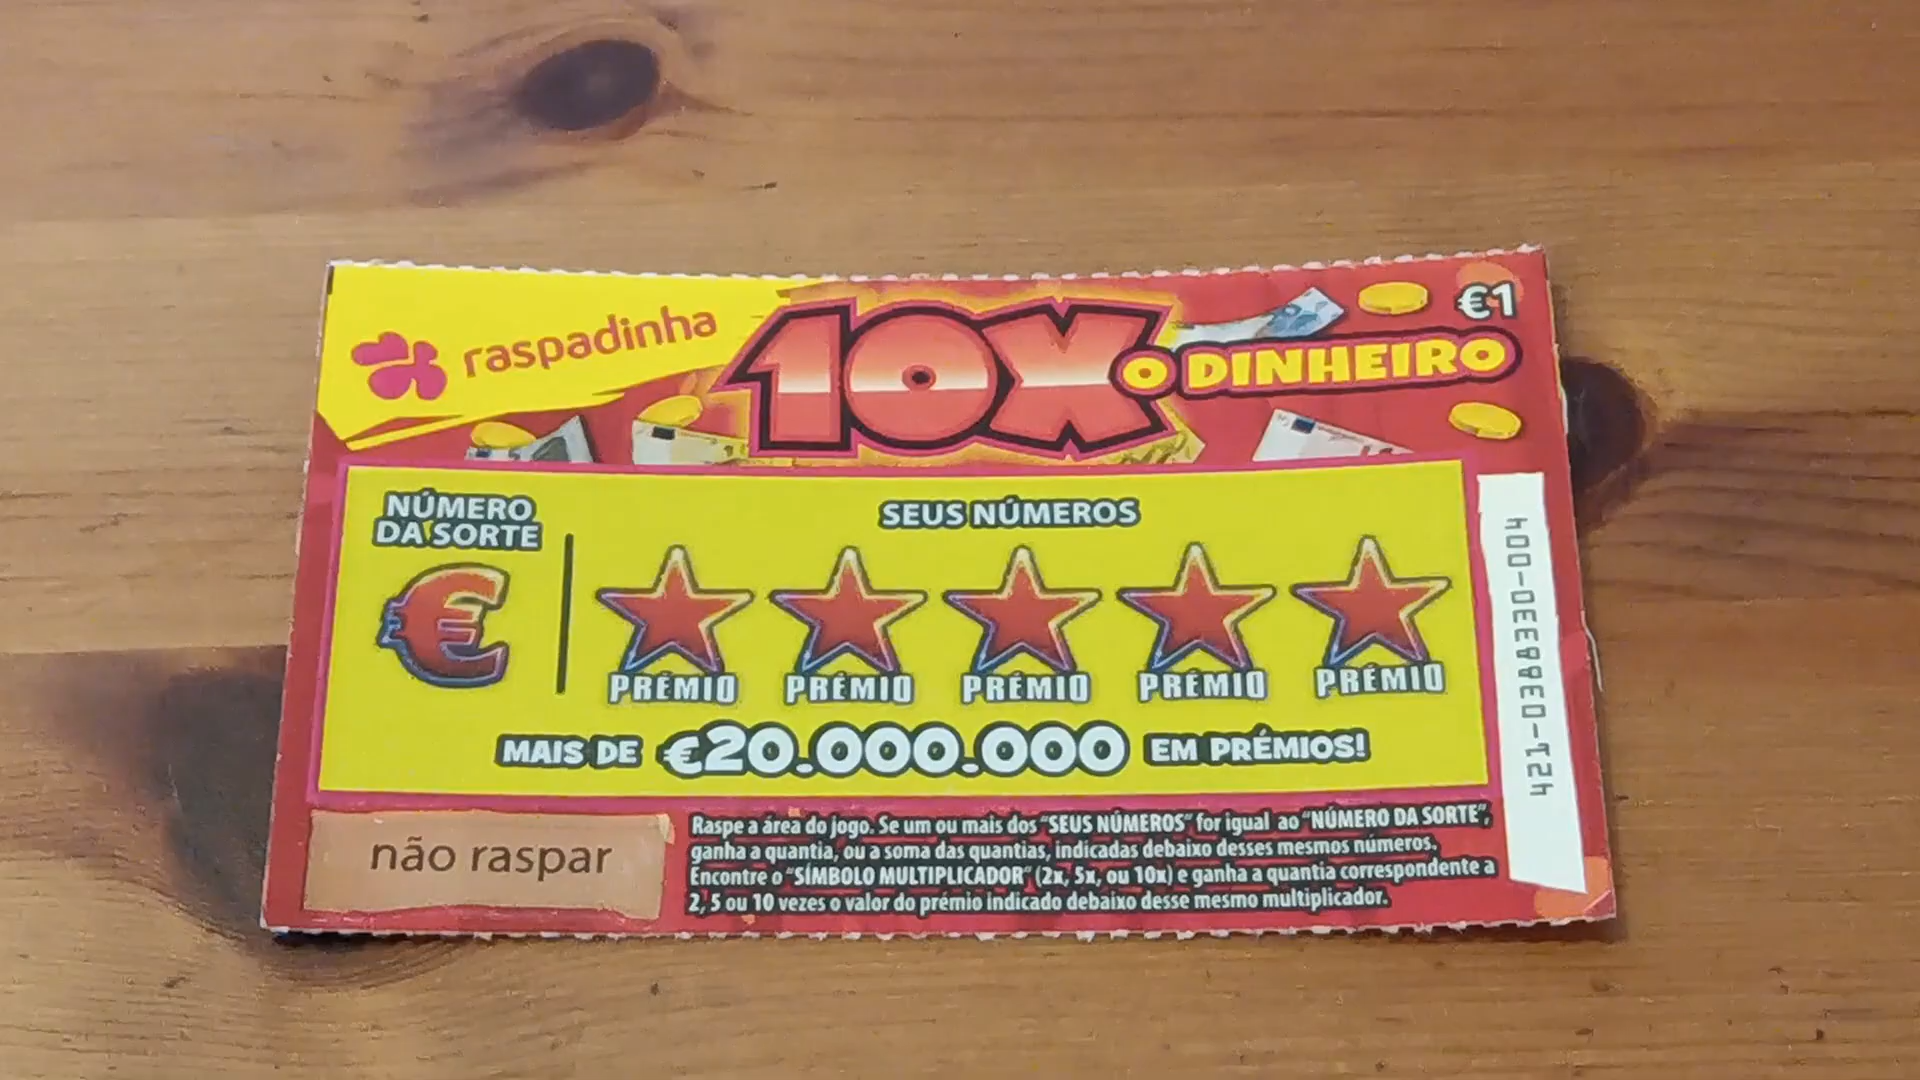 raspadinha
10X
O DINHEIRO
€1
NÚMERO
DA SORTE
SEUS NÚMEROS
€
PRÉMIO PRÉMIO PRÉMIO PRÉMIO PRÉMIO
MAIS DE €20.000.000 EM PRÉMIOS!
não raspar
Raspe a área do jogo. Se um ou mais dos "SEUS NÚMEROS" for igual ao "NÚMERO DA SORTE",
ganha a quantia, ou a soma das quantias, indicadas debaixo desses mesmos números.
Encontre o "SÍMBOLO MULTIPLICADOR" (2x, 5x, ou 10x) e ganha a quantia correspondente a
2, 5 ou 10 vezes o valor do prémio indicado debaixo desse mesmo multiplicador.